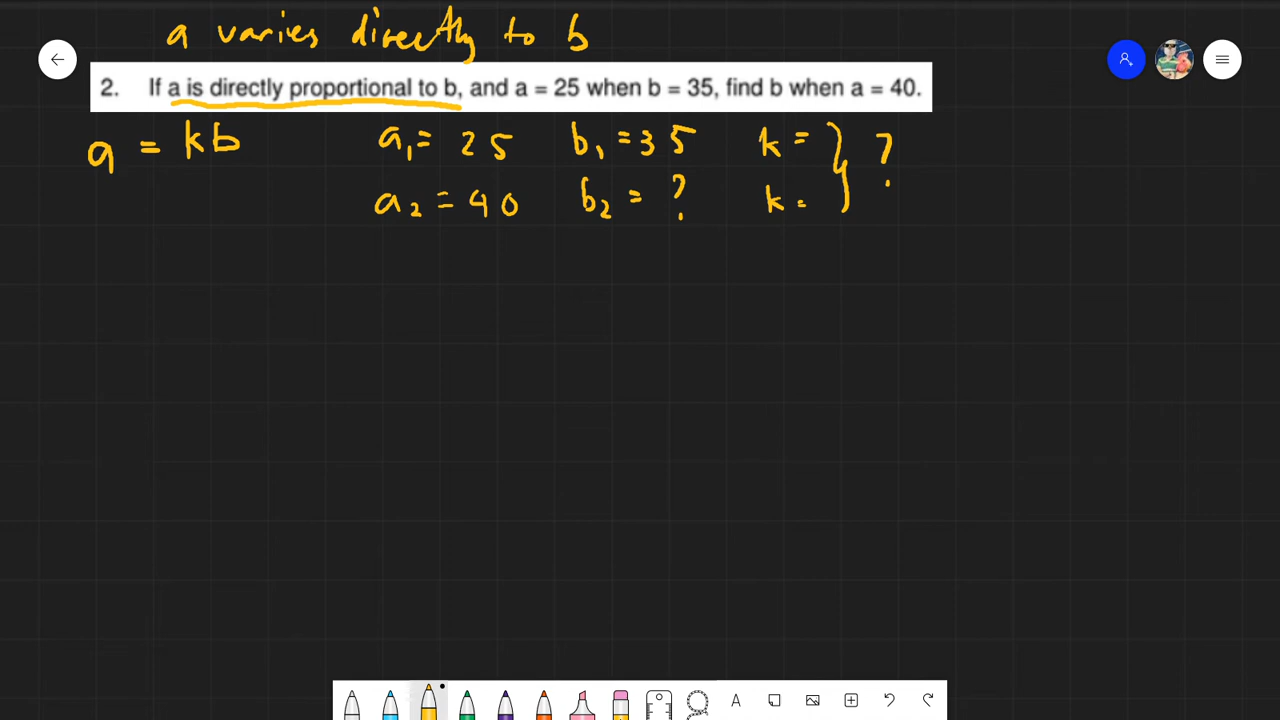 a varies directly to b
2. If a is directly proportional to b, and a = 25 when b = 35, find b when a = 40.
a = kb a₁= 25 b₁ =35 k = } ?
a₂ = 40 b₂ = ? k =
A